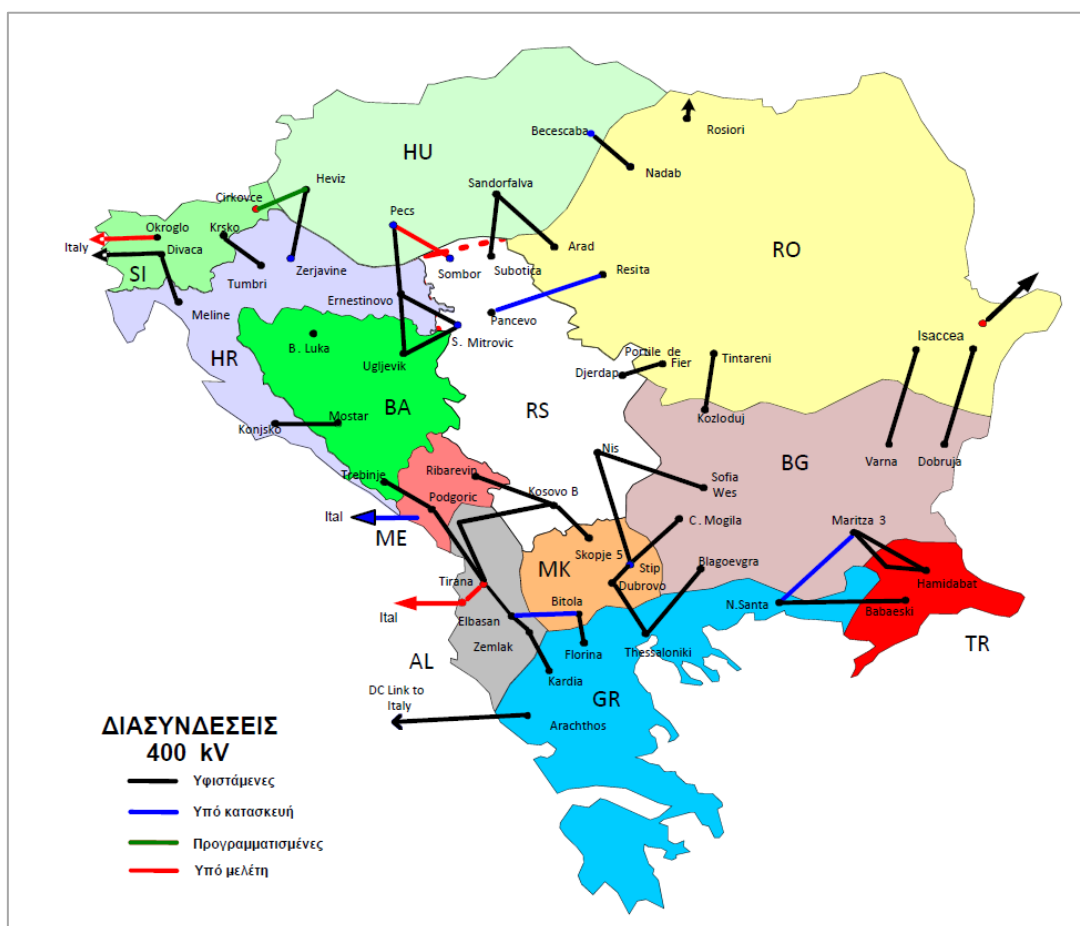 Rosiori
Becescaba
HU
Nadab
Heviz
Sandorfalva
Cirkovce
Pecs
Okroglo
Krsko
Italy
Divaca
Arad
RO
SI
Tumbri
Zerjavine
Sombor
Subotica
Resita
Meline
Ernestinovo
Pancevo
HR
B. Luka
S.
Mitrovic
Isaccea
Ugljevik
Portile de
Fier
Tintareni
Djerdap
BA
RS
Konjsko
Mostar
Kozloduj
Nis
BG
Varna
Dobruja
Trebinje
Ribarevin
Sofia
Wes
Podgoric
Kosovo B
Ital
C. Mogila
Maritza 3
ME
Skopje 5
MK
Stip
Blagoevgra
Tirana
Dubrovo
Hamidabat
Bitola
N.Santa
Babaeski
Ital
Elbasan
Zemlak
Florina
Thessaloniki
TR
AL
Kardia
GR
DC Link to
Italy
Arachthos
ΔΙΑΣΥΝΔΕΣΕΙΣ
400 kV
Υφιστάμενες
Υπό κατασκευή
Προγραμματισμένες
Υπό μελέτη